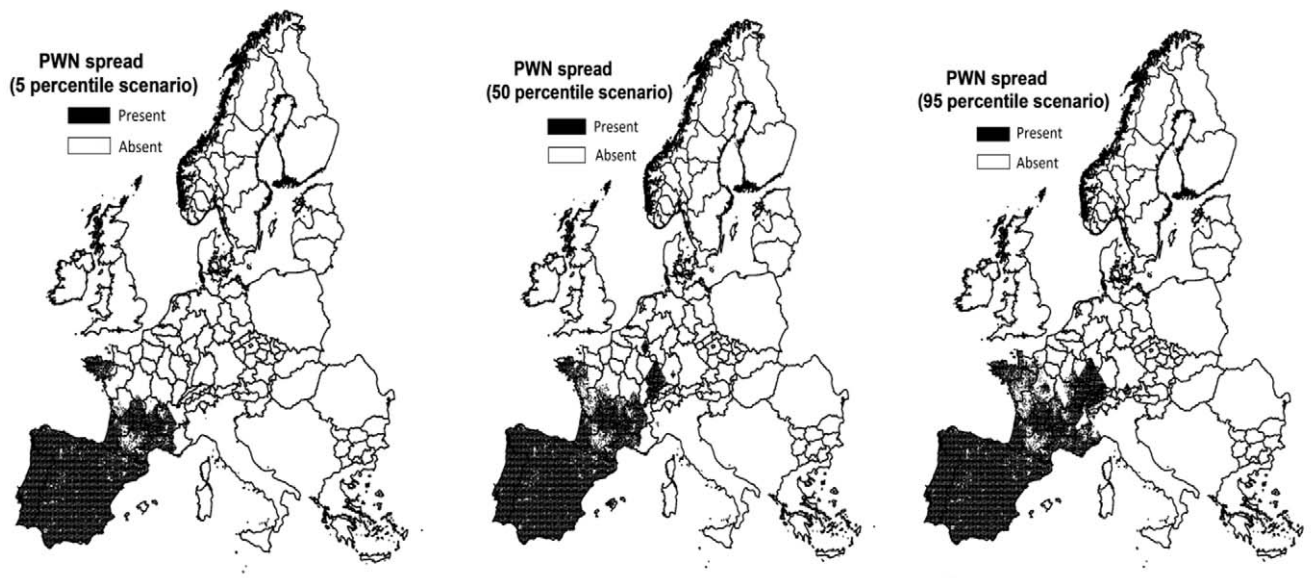 PWN spread
(5 percentile scenario)
Present
Absent
PWN spread
(50 percentile scenario)
Present
Absent
PWN spread
(95 percentile scenario)
Present
Absent